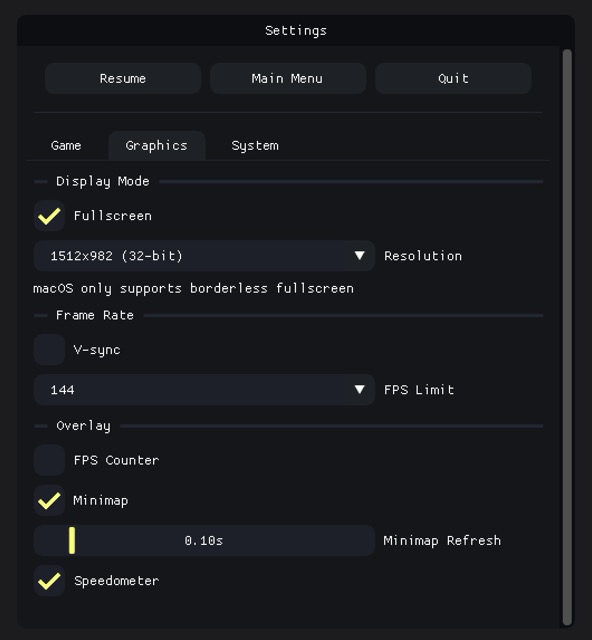 Settings
Resume Main Menu Quit
Game Graphics System
Display Mode
Fullscreen
1512x982 (32-bit) Resolution
macOS only supports borderless fullscreen
Frame Rate
V-sync
144 FPS Limit
Overlay
FPS Counter
Minimap
0.10s Minimap Refresh
Speedometer